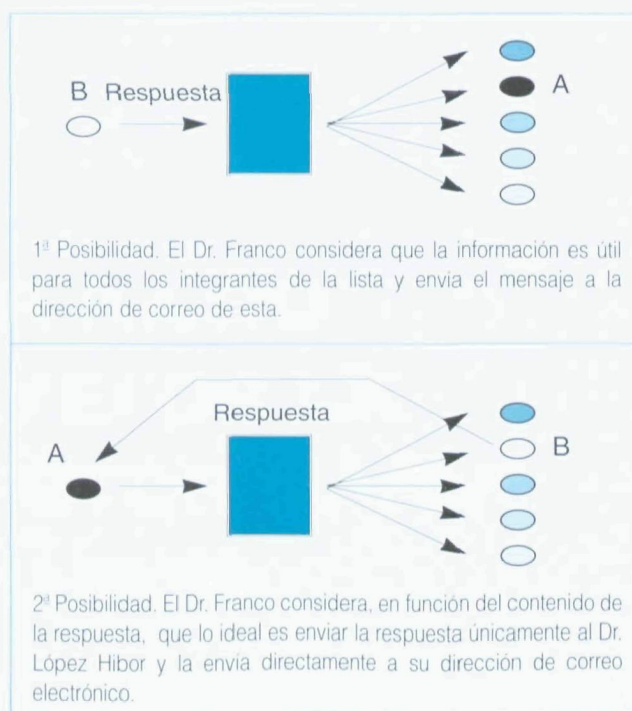 B Respuesta
A
1ª Posibilidad. El Dr. Franco considera que la información es útil
para todos los integrantes de la lista y envia el mensaje a la
dirección de correo de esta.
Respuesta
A
B
2ª Posibilidad. El Dr. Franco considera, en función del contenido de
la respuesta, que lo ideal es enviar la respuesta únicamente al Dr.
López Hibor y la envía directamente a su dirección de correo
electrónico.